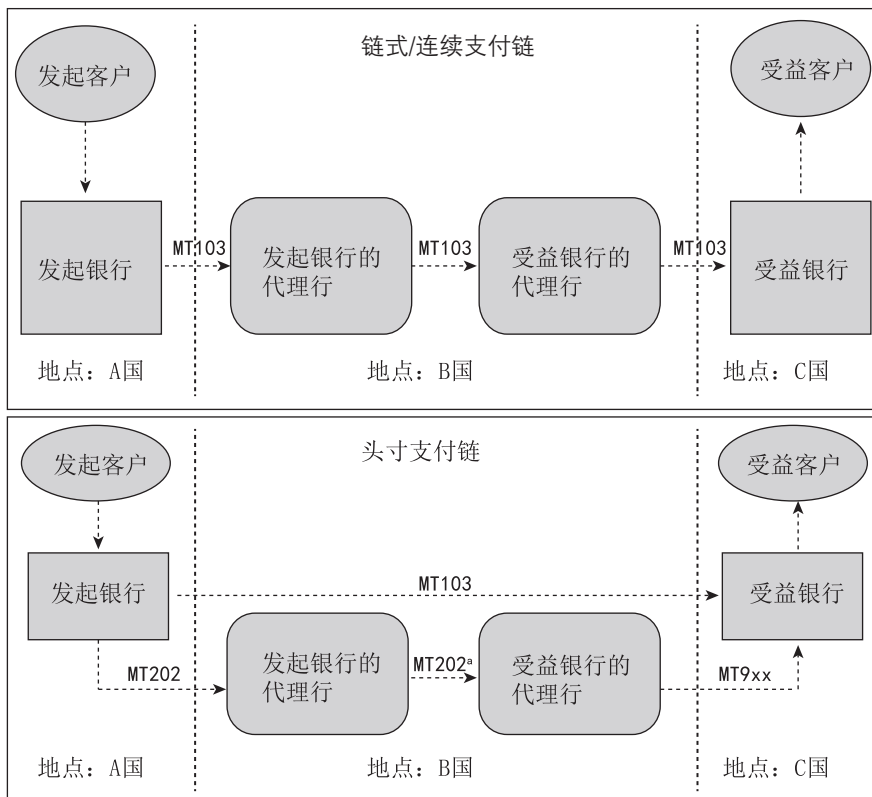 链式/连续支付链
发起客户
受益客户
发起银行
MT103
发起银行的
代理行
MT103
受益银行的
代理行
MT103
受益银行
地点：A国
地点：B国
地点：C国
头寸支付链
发起客户
受益客户
发起银行
MT103
受益银行
MT202
发起银行的
代理行
MT202ᵃ
受益银行的
代理行
MT9xx
地点：A国
地点：B国
地点：C国